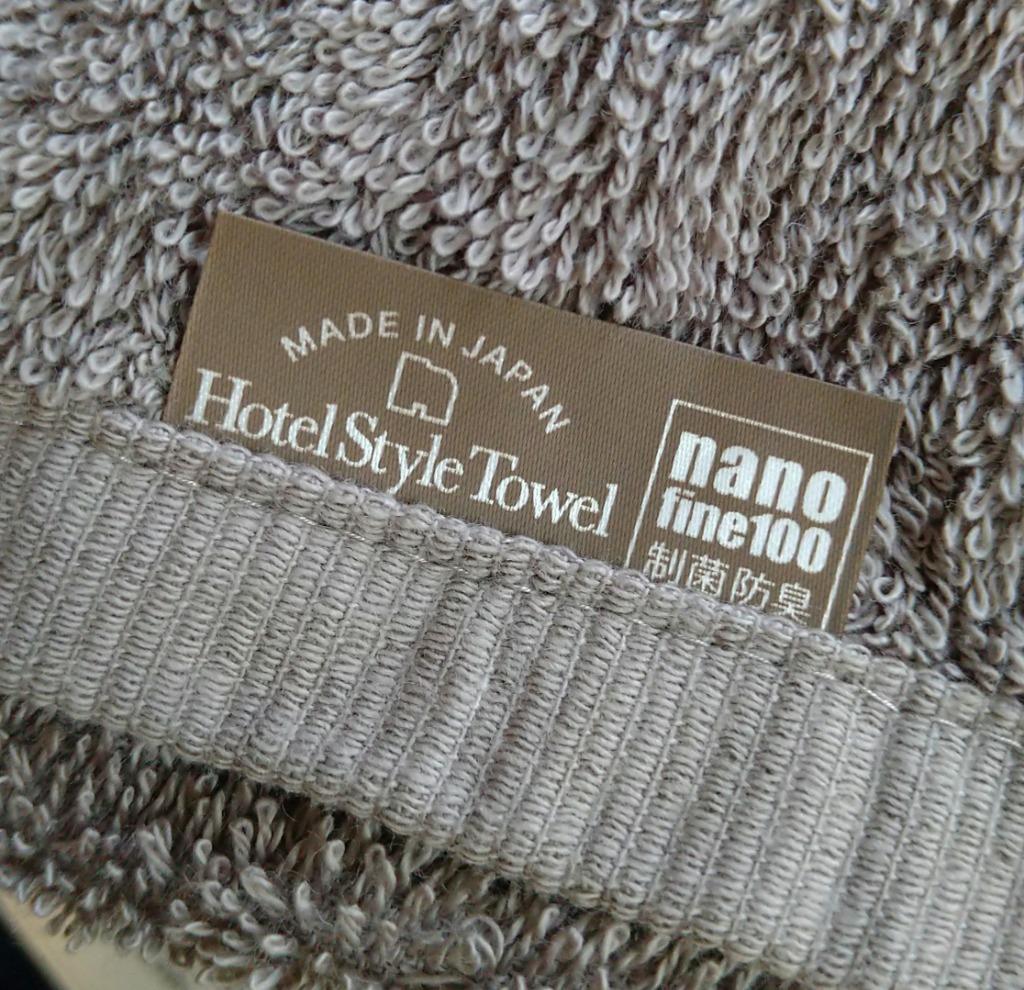 MADE IN JAPAN
Hotel Style Towel
nano
fine100
制菌防臭